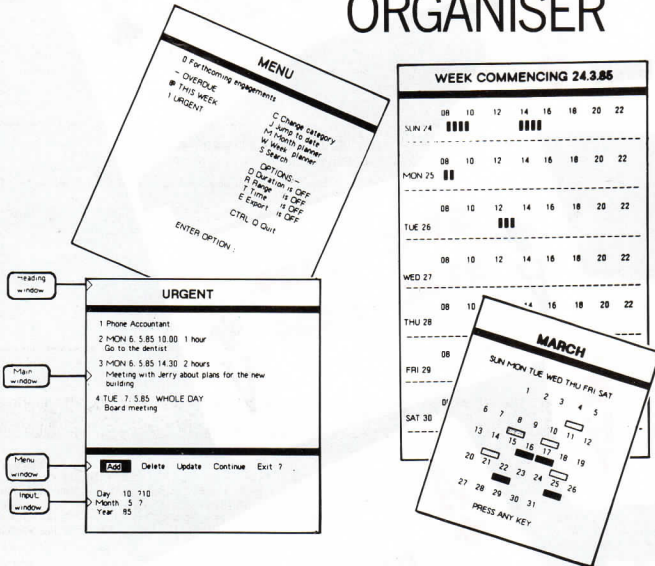 ORGANISER
MENU
0 Forthcoming engagements
- OVERDUE
THIS WEEK
! URGENT
C Change category
J Jump to date
M Month planner
W Week planner
S Search
OPTIONS:-
D Duration is OFF
R Range is OFF
T Time is OFF
E Export is OFF
CTRL Q Quit
ENTER OPTION :
WEEK COMMENCING 24.3.85
08 10 12 14 16 18 20 22
SUN 24
08 10 12 14 16 18 20 22
MON 25
08 10 12 14 16 18 20 22
TUE 26
08 10 12 14 16 18 20 22
WED 27
08 10 16 18 20 22
THU 28
08
FRI 29
SAT 30
MARCH
SUN MON TUE WED THU FRI SAT
1 2 3 4 5
6 7 8 9 10 11 12
13 14 15 16 17 18 19
20 21 22 23 24 25 26
27 28 29 30 31
PRESS ANY KEY
Heading
window
URGENT
1 Phone Accountant
2 MON 6. 5.85 10.00 1 hour
Go to the dentist
3 MON 6. 5.85 14.30 2 hours
Meeting with Jerry about plans for the new
building
4 TUE 7. 5.85 WHOLE DAY
Board meeting
Main
window
Menu
window
Add Delete Update Continue Exit ?
Input
window
Day 10 ?10
Month 5 ?
Year 85